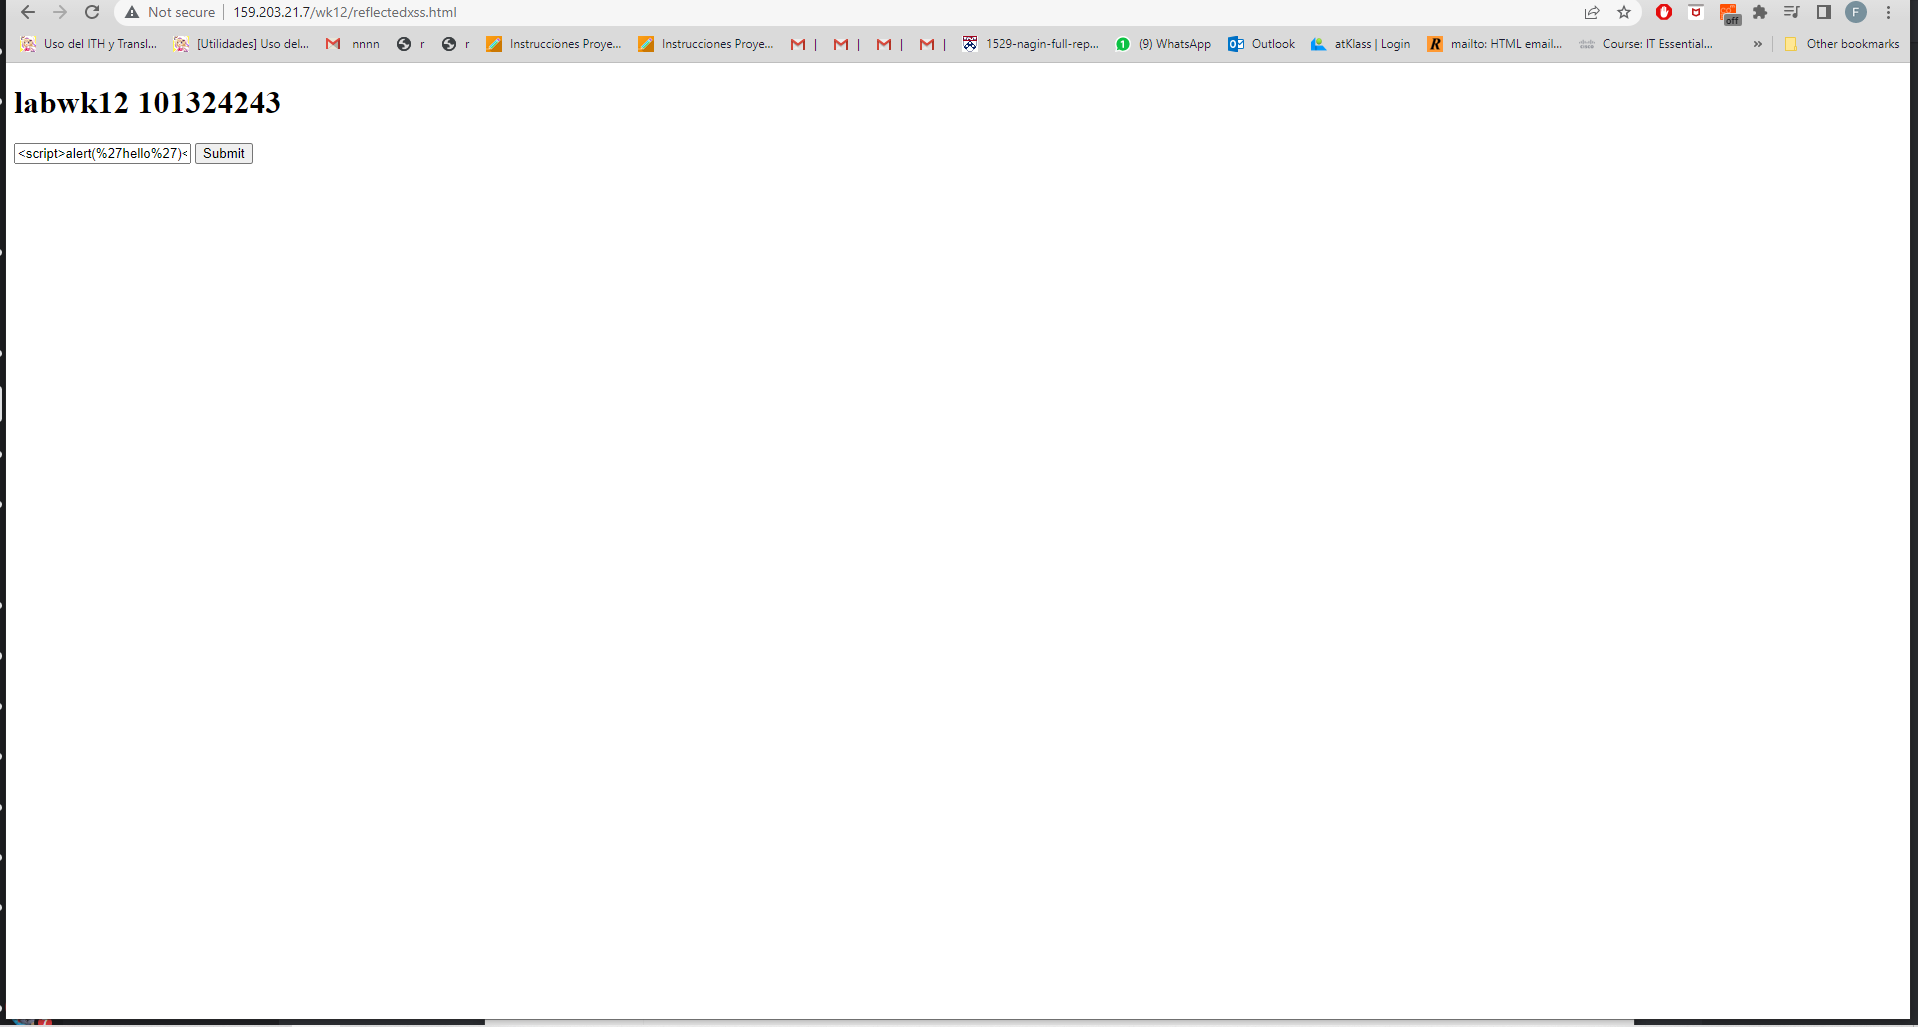 Not secure 159.203.21.7/wk12/reflectedxss.html off F
Uso del ITH y Transl... [Utilidades] Uso del... nnnn r r Instrucciones Proye... Instrucciones Proye... | | | | 1529-nagin-full-rep... 1 (9) WhatsApp Outlook atKlass | Login R mailto: HTML email... Course: IT Essential... » Other bookmarks
labwk12 101324243
<script>alert(%27hello%27)< Submit